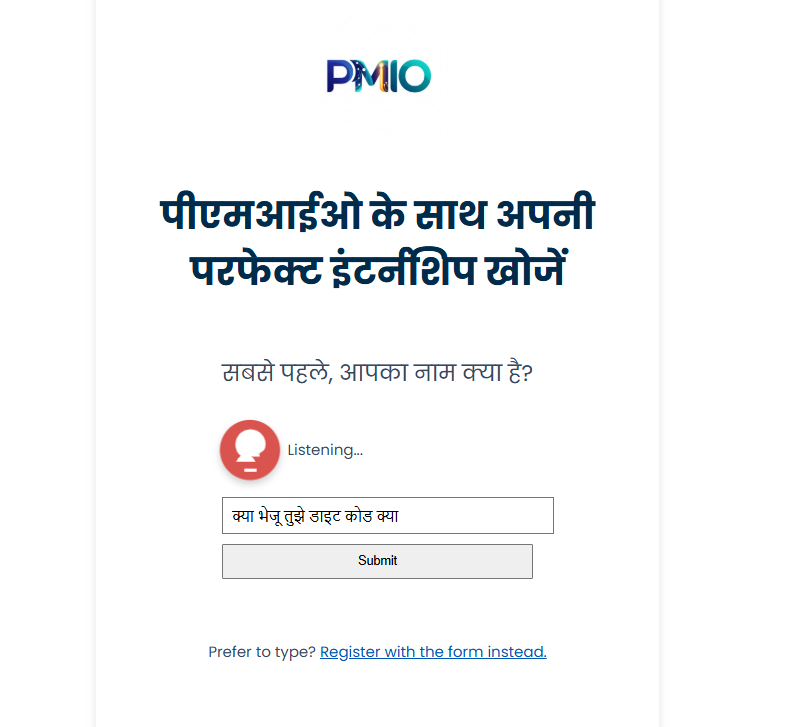 PMIO
पीएमआईओ के साथ अपनी
परफेक्ट इंटर्नशिप खोजें
सबसे पहले, आपका नाम क्या है?
Listening...
क्या भेजू तुझे डाइट कोड क्या
Submit
Prefer to type? Register with the form instead.